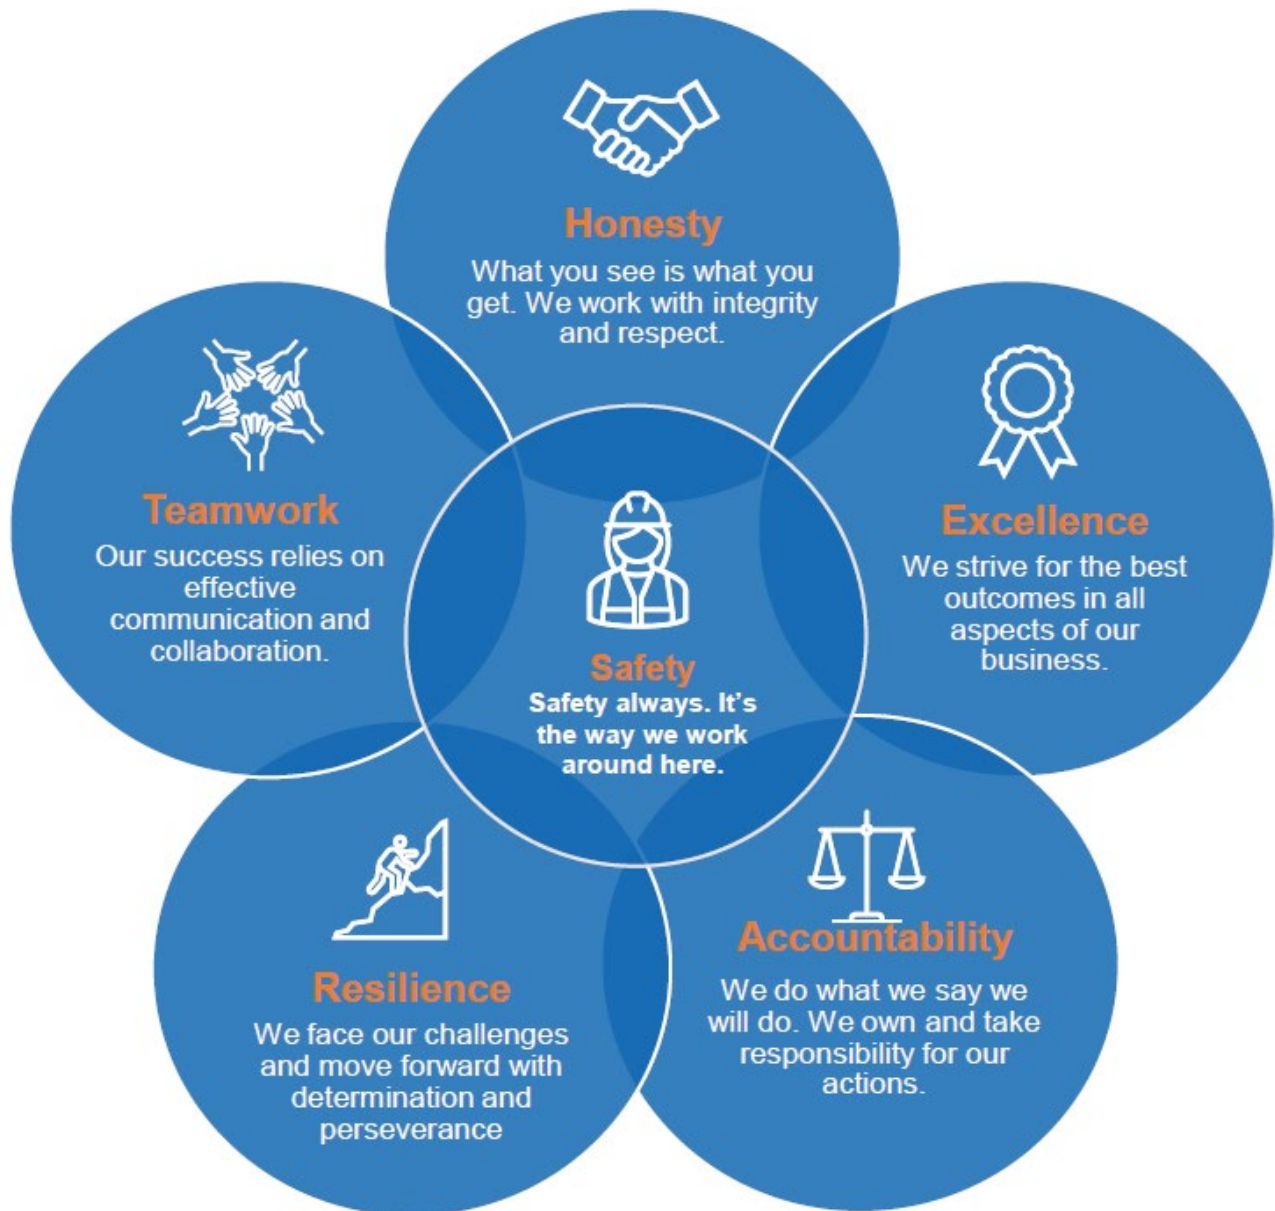 Honesty
What you see is what you
get. We work with integrity
and respect.
Teamwork
Our success relies on
effective
communication and
collaboration.
Excellence
We strive for the best
outcomes in all
aspects of our
business.
Safety
Safety always. It's
the way we work
around here.
Resilience
We face our challenges
and move forward with
determination and
perseverance
Accountability
We do what we say we
will do. We own and take
responsibility for our
actions.